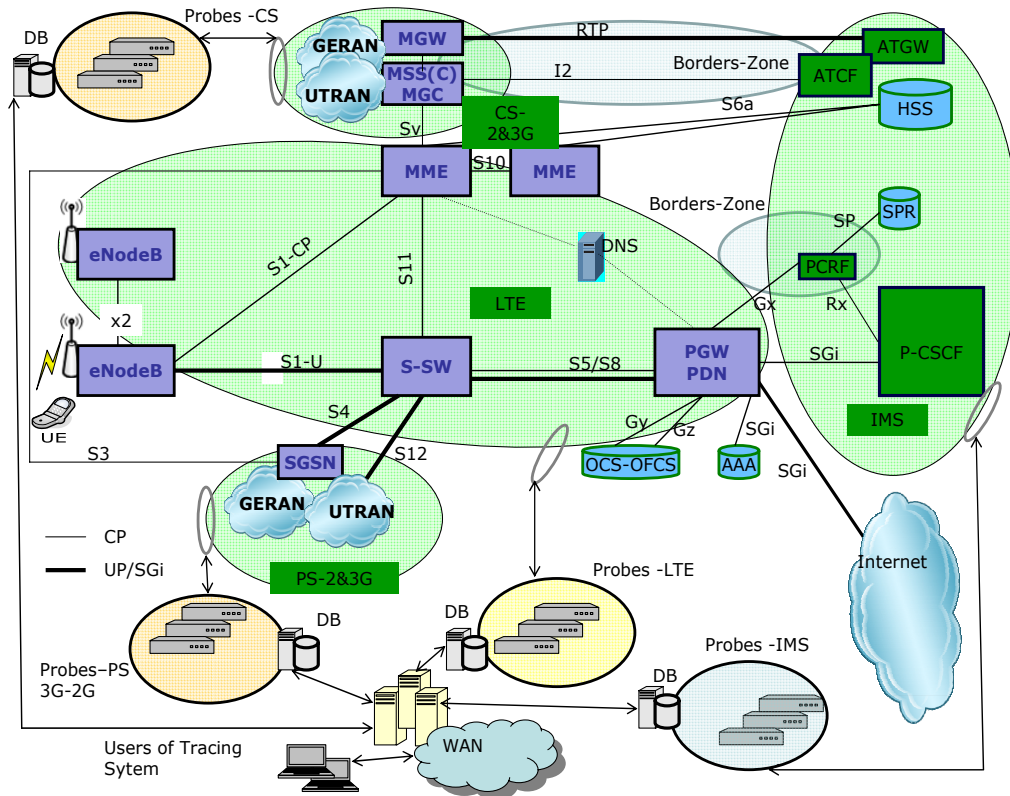 Probes -CS
DB
GERAN
UTRAN
MGW
MSS(C)
MGC
RTP
I2
Borders-Zone
ATGW
ATCF
HSS
S6a
CS-
2&3G
Sv
MME
S10
MME
Borders-Zone
SP
SPR
PCRF
DNS
eNodeB
S1-CP
S11
x2
LTE
Gx
Rx
eNodeB
S1-U
S-SW
S5/S8
PGW
PDN
SGi
P-CSCF
UE
S4
Gy
Gz
SGi
IMS
S3
SGSN
S12
OCS-OFCS
AAA
SGi
GERAN
UTRAN
CP
UP/SGi
PS-2&3G
Internet
Probes -LTE
DB
DB
Probes -IMS
Probes–PS
3G-2G
DB
Users of Tracing
Sytem
WAN